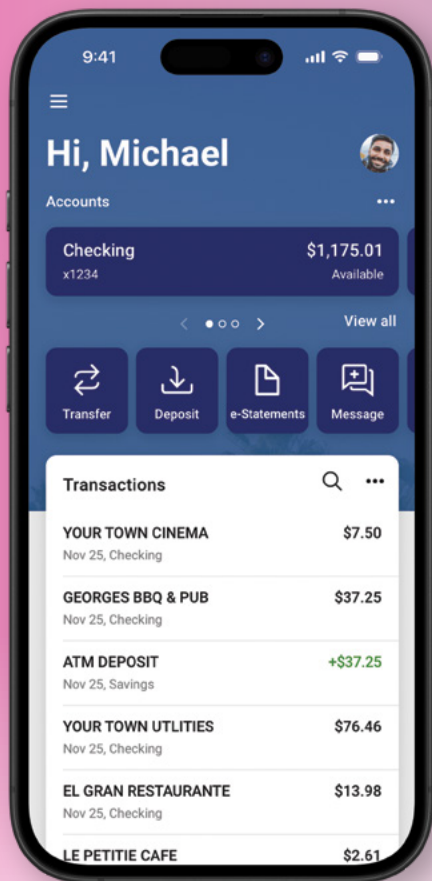 9:41
Hi, Michael
Accounts
Checking $1,175.01
x1234 Available
View all
Transfer Deposit e-Statements Message
Transactions
YOUR TOWN CINEMA $7.50
Nov 25, Checking
GEORGES BBQ & PUB $37.25
Nov 25, Checking
ATM DEPOSIT +$37.25
Nov 25, Savings
YOUR TOWN UTLITIES $76.46
Nov 25, Checking
EL GRAN RESTAURANTE $13.98
Nov 25, Checking
LE PETITIE CAFE $2.61